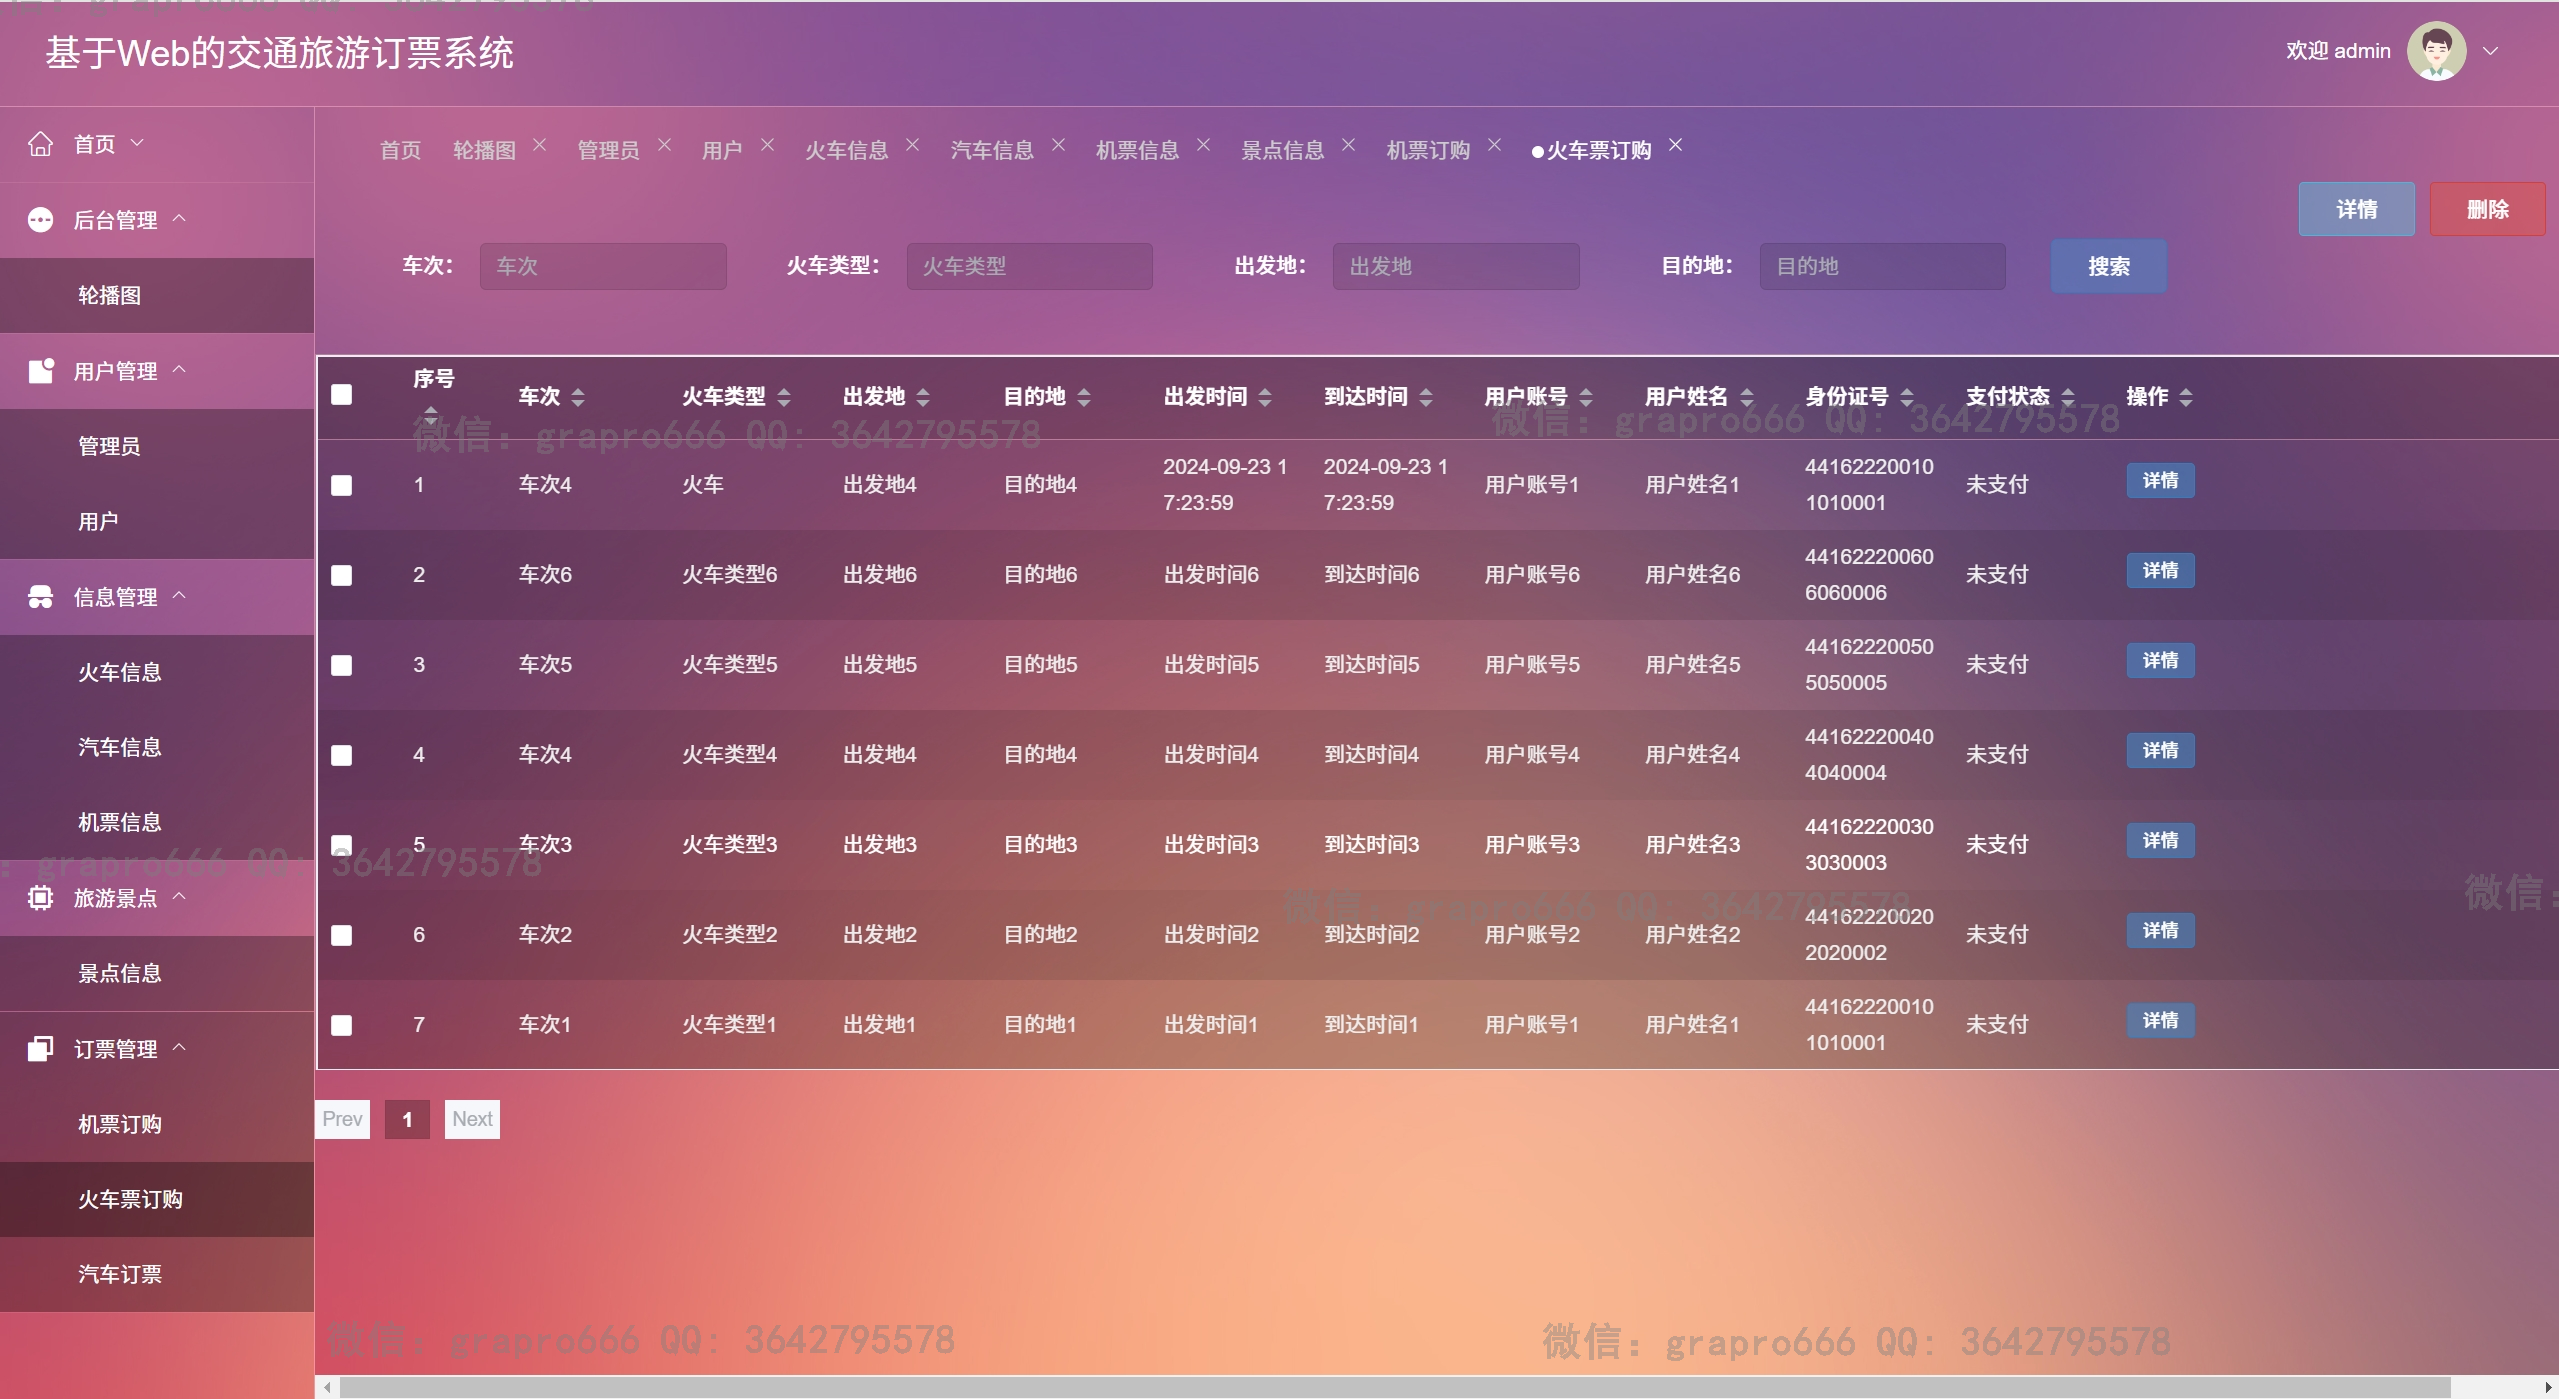 基于Web的交通旅游订票系统
欢迎 admin
首页
后台管理
轮播图
用户管理
管理员
用户
信息管理
火车信息
汽车信息
机票信息
旅游景点
景点信息
订票管理
机票订购
火车票订购
汽车订票
首页 轮播图 管理员 用户 火车信息 汽车信息 机票信息 景点信息 机票订购 ●火车票订购
详情 删除
车次： 车次 火车类型： 火车类型 出发地： 出发地 目的地： 目的地 搜索
序号 车次 火车类型 出发地 目的地 出发时间 到达时间 用户账号 用户姓名 身份证号 支付状态 操作
1 车次4 火车 出发地4 目的地4 2024-09-23 17:23:59 2024-09-23 17:23:59 用户账号1 用户姓名1 441622200101010001 未支付 详情
2 车次6 火车类型6 出发地6 目的地6 出发时间6 到达时间6 用户账号6 用户姓名6 441622200606060006 未支付 详情
3 车次5 火车类型5 出发地5 目的地5 出发时间5 到达时间5 用户账号5 用户姓名5 441622200505050005 未支付 详情
4 车次4 火车类型4 出发地4 目的地4 出发时间4 到达时间4 用户账号4 用户姓名4 441622200404040004 未支付 详情
5 车次3 火车类型3 出发地3 目的地3 出发时间3 到达时间3 用户账号3 用户姓名3 441622200303030003 未支付 详情
6 车次2 火车类型2 出发地2 目的地2 出发时间2 到达时间2 用户账号2 用户姓名2 441622200202020002 未支付 详情
7 车次1 火车类型1 出发地1 目的地1 出发时间1 到达时间1 用户账号1 用户姓名1 441622200101010001 未支付 详情
Prev 1 Next
微信：grapro666 QQ: 3642795578
微信：grapro666 QQ: 3642795578
：grapro666 QQ: 3642795578
微信：grapro666 QQ: 3642795578
微信：
微信：grapro666 QQ: 3642795578
微信：grapro666 QQ: 3642795578